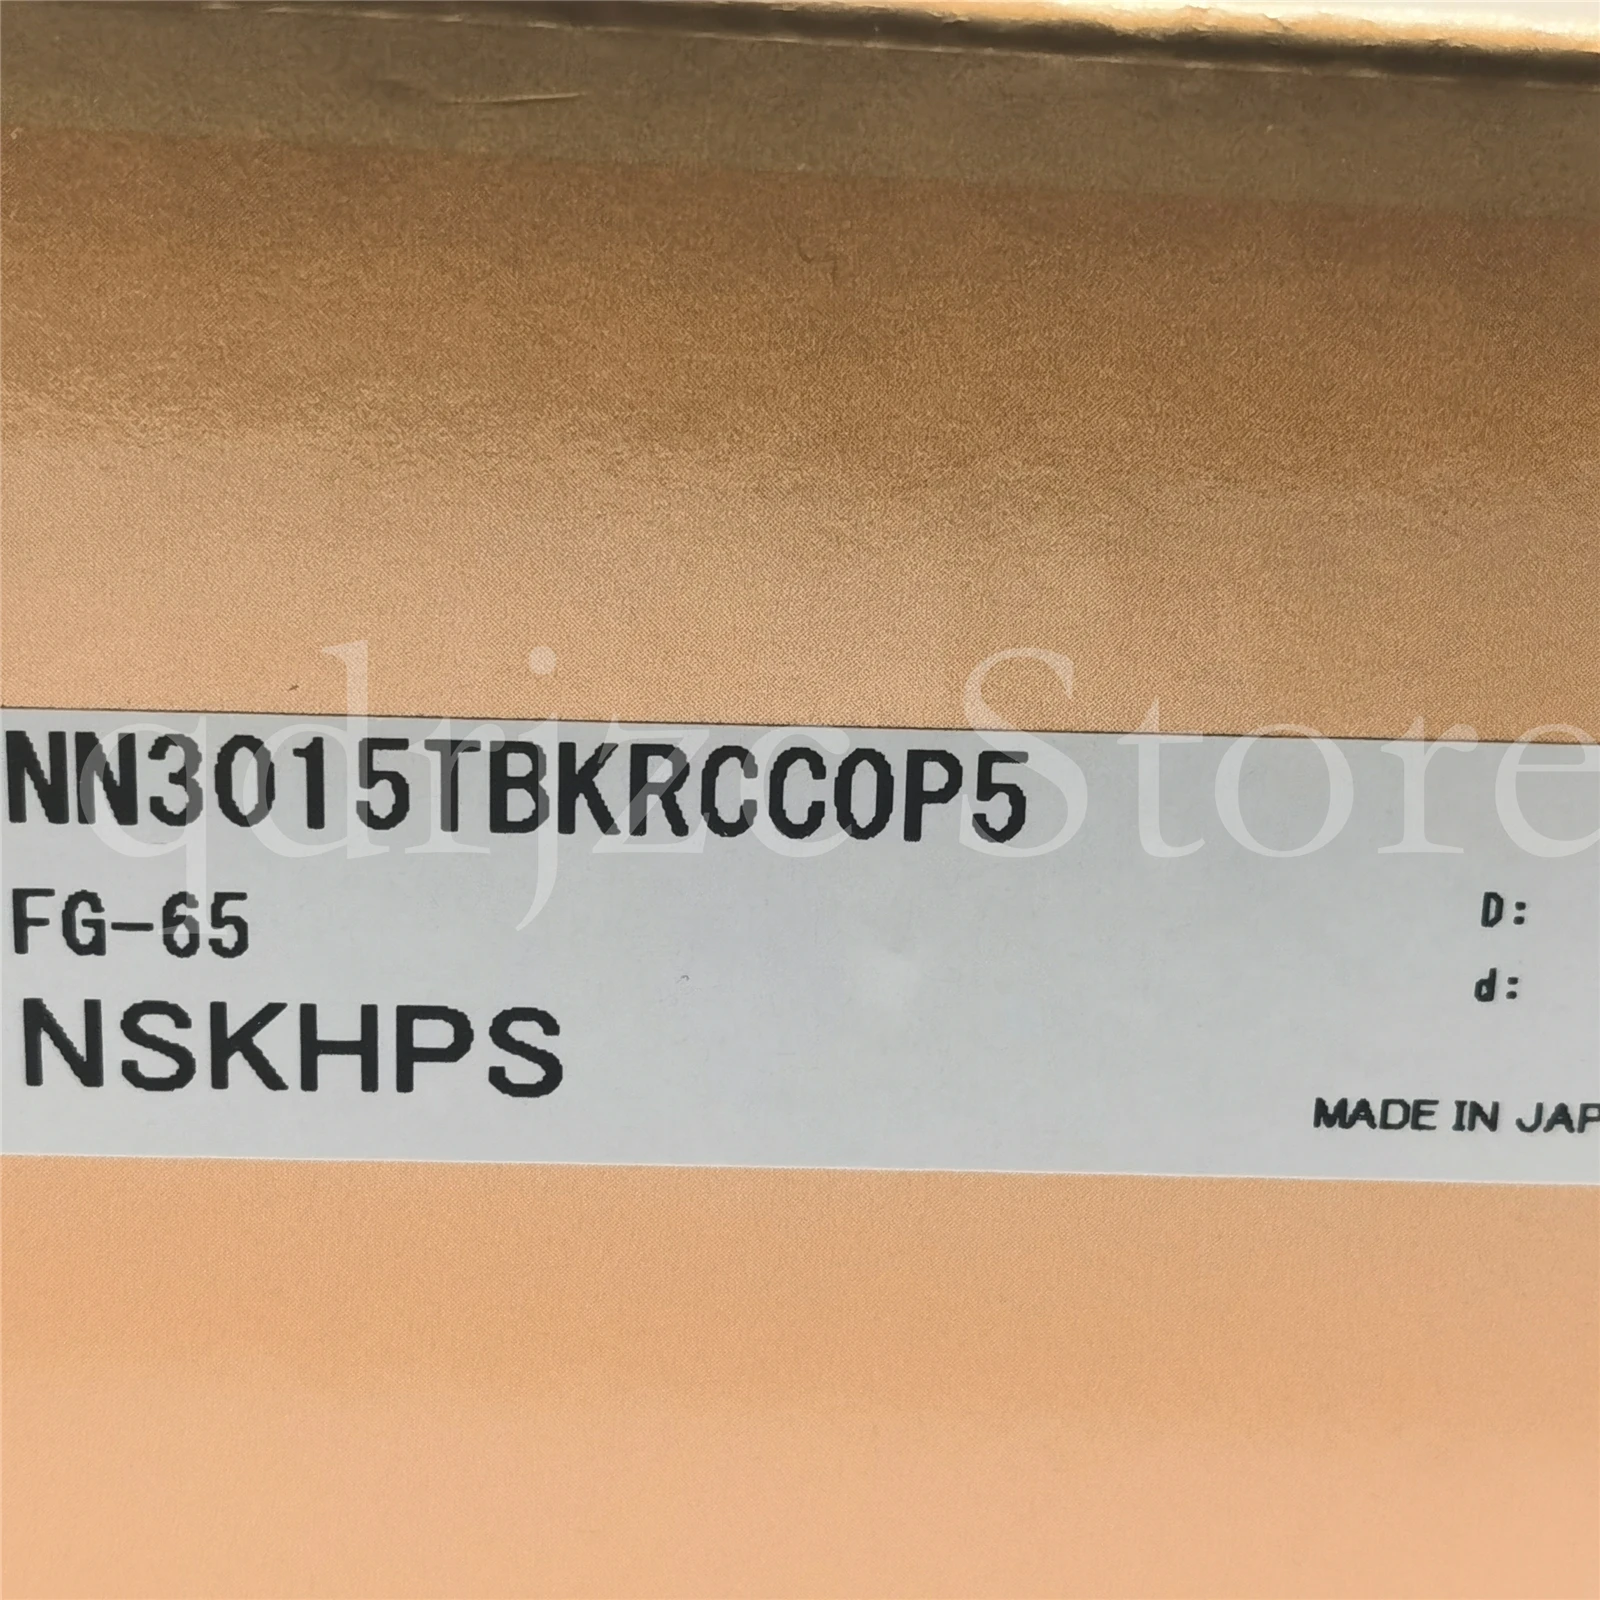 NN3015TBKRCC0P5
qdrjzc Store
FG-65
D:
d:
NSKHPS
MADE IN JAP